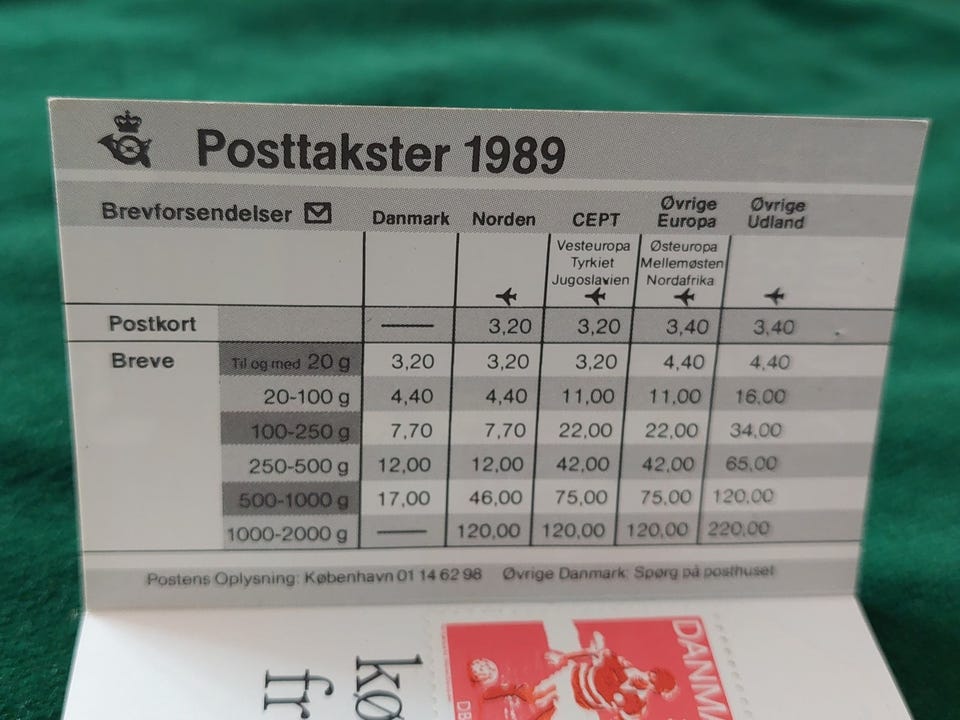 Posttakster 1989
Brevforsendelser Danmark Norden CEPT Øvrige Europa Øvrige Udland
Vesteuropa Tyrkiet Jugoslavien Østeuropa Mellemøsten Nordafrika
Postkort — 3,20 3,20 3,40 3,40
Breve Til og med 20 g 3,20 3,20 3,20 4,40 4,40
20-100 g 4,40 4,40 11,00 11,00 16,00
100-250 g 7,70 7,70 22,00 22,00 34,00
250-500 g 12,00 12,00 42,00 42,00 65,00
500-1000 g 17,00 46,00 75,00 75,00 120,00
1000-2000 g — 120,00 120,00 120,00 220,00
Postens Oplysning: København 01 14 62 98 Øvrige Danmark: Spørg på posthuset
kø
fr
DANMA
DB